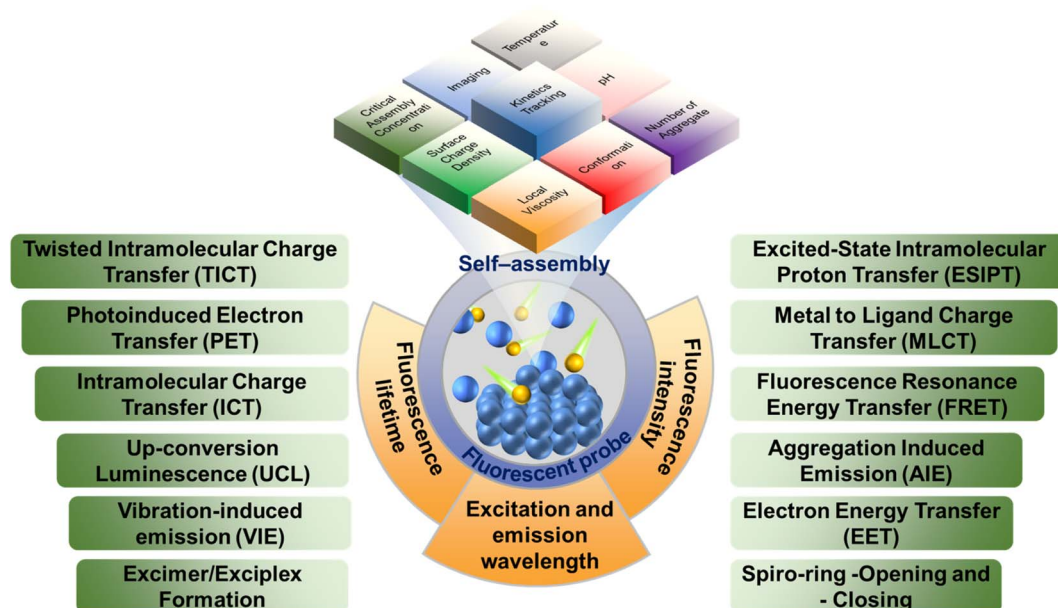 Temperatur
e
Imaging
pH
Kinetics
Tracking
Critical
Assembly
Concentrati
on
Number of
Aggregate
Surface
Charge
Density
Conformati
on
Local
Viscosity
Self–assembly
Fluorescent probe
Fluorescence
lifetime
Fluorescence
intensity
Excitation and
emission
wavelength
Twisted Intramolecular Charge
Transfer (TICT)
Photoinduced Electron
Transfer (PET)
Intramolecular Charge
Transfer (ICT)
Up-conversion
Luminescence (UCL)
Vibration-induced
emission (VIE)
Excimer/Exciplex
Formation
Excited-State Intramolecular
Proton Transfer (ESIPT)
Metal to Ligand Charge
Transfer (MLCT)
Fluorescence Resonance
Energy Transfer (FRET)
Aggregation Induced
Emission (AIE)
Electron Energy Transfer
(EET)
Spiro-ring -Opening and
- Closing